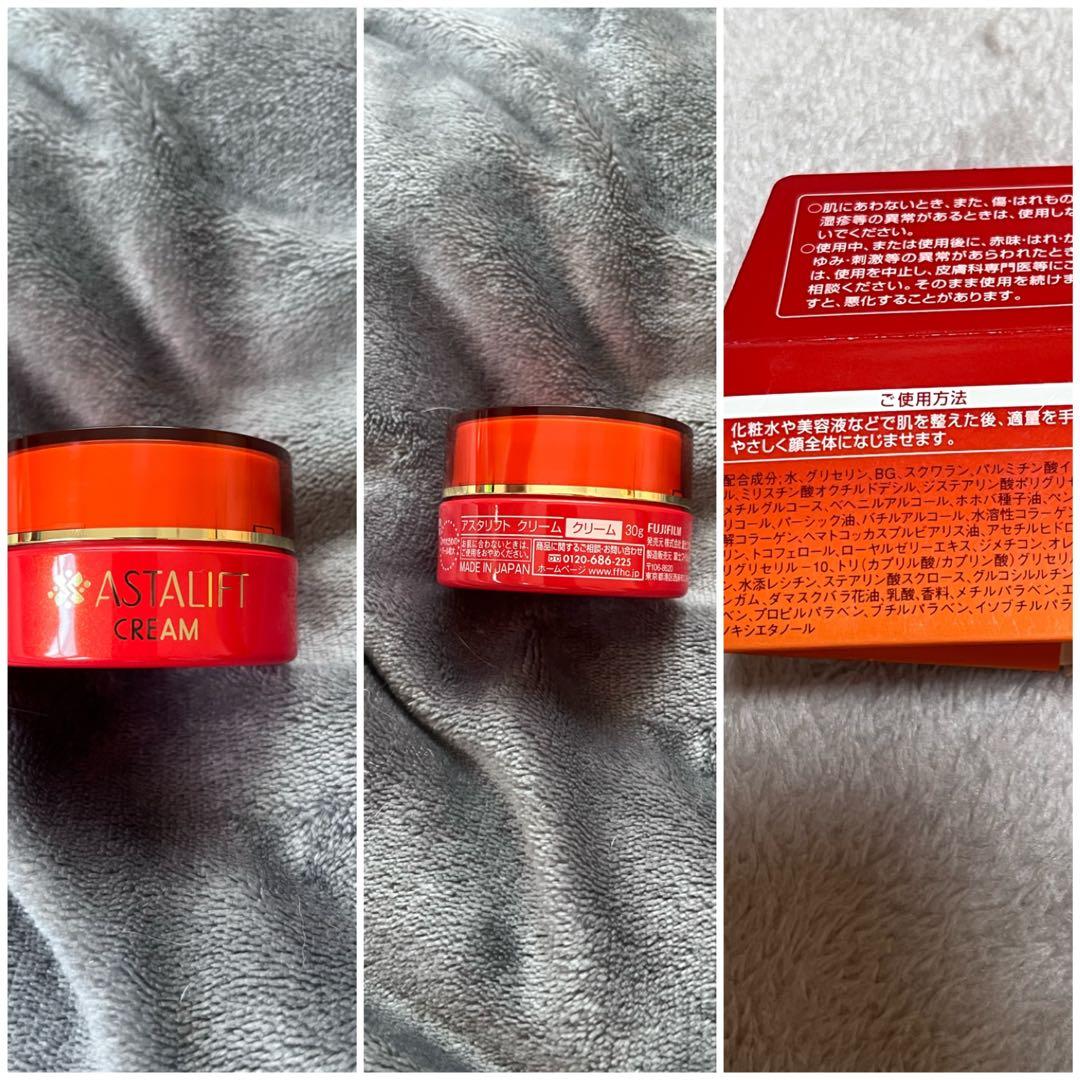 ASTALIFT
CREAM
アスタリフト クリーム クリーム 30g FUJIFILM
お肌に合わないときは、
ご使用をおやめください。
商品に関するご相談・お問い合わせ
0120-686-225
ホームページ www.ffhc.
MADE IN JAPAN
発売元 株式会社
製造販売元
〒106-8620
東京都港区西麻布
○肌にあわないとき、また、傷・はれもの
湿疹等の異常があるときは、使用しな
いでください。
○使用中、または使用後に、赤味・はれ・か
ゆみ・刺激等の異常があらわれたとき
は、使用を中止し、皮膚科専門医等にご
相談ください。そのまま使用を続けま
すと、悪化することがあります。
ご使用方法
化粧水や美容液などで肌を整えた後、適量を手
やさしく顔全体になじませます。
配合成分;水、グリセリン、BG、スクワラン、パルミチン酸イ
ル、ミリスチン酸オクチルドデシル、ジステアリン酸ポリグリセ
メチルグルコース、ベヘニルアルコール、ホホバ種子油、ペン
リコール、パーシック油、バチルアルコール、水溶性コラーゲン
解コラーゲン、ヘマトコッカスプルビアリス油、アセチルヒドロ
リン、トコフェロール、ローヤルゼリーエキス、ジメチコン、オレ
リグリセリル-10、トリ(カプリル酸/カプリン酸)グリセリ
ン、水添レシチン、ステアリン酸スクロース、グルコシルルチン
ンガム、ダマスクバラ花油、乳酸、香料、メチルパラベン、エ
ベン、プロピルパラベン、ブチルパラベン、イソブチルパラ
ノキシエタノール